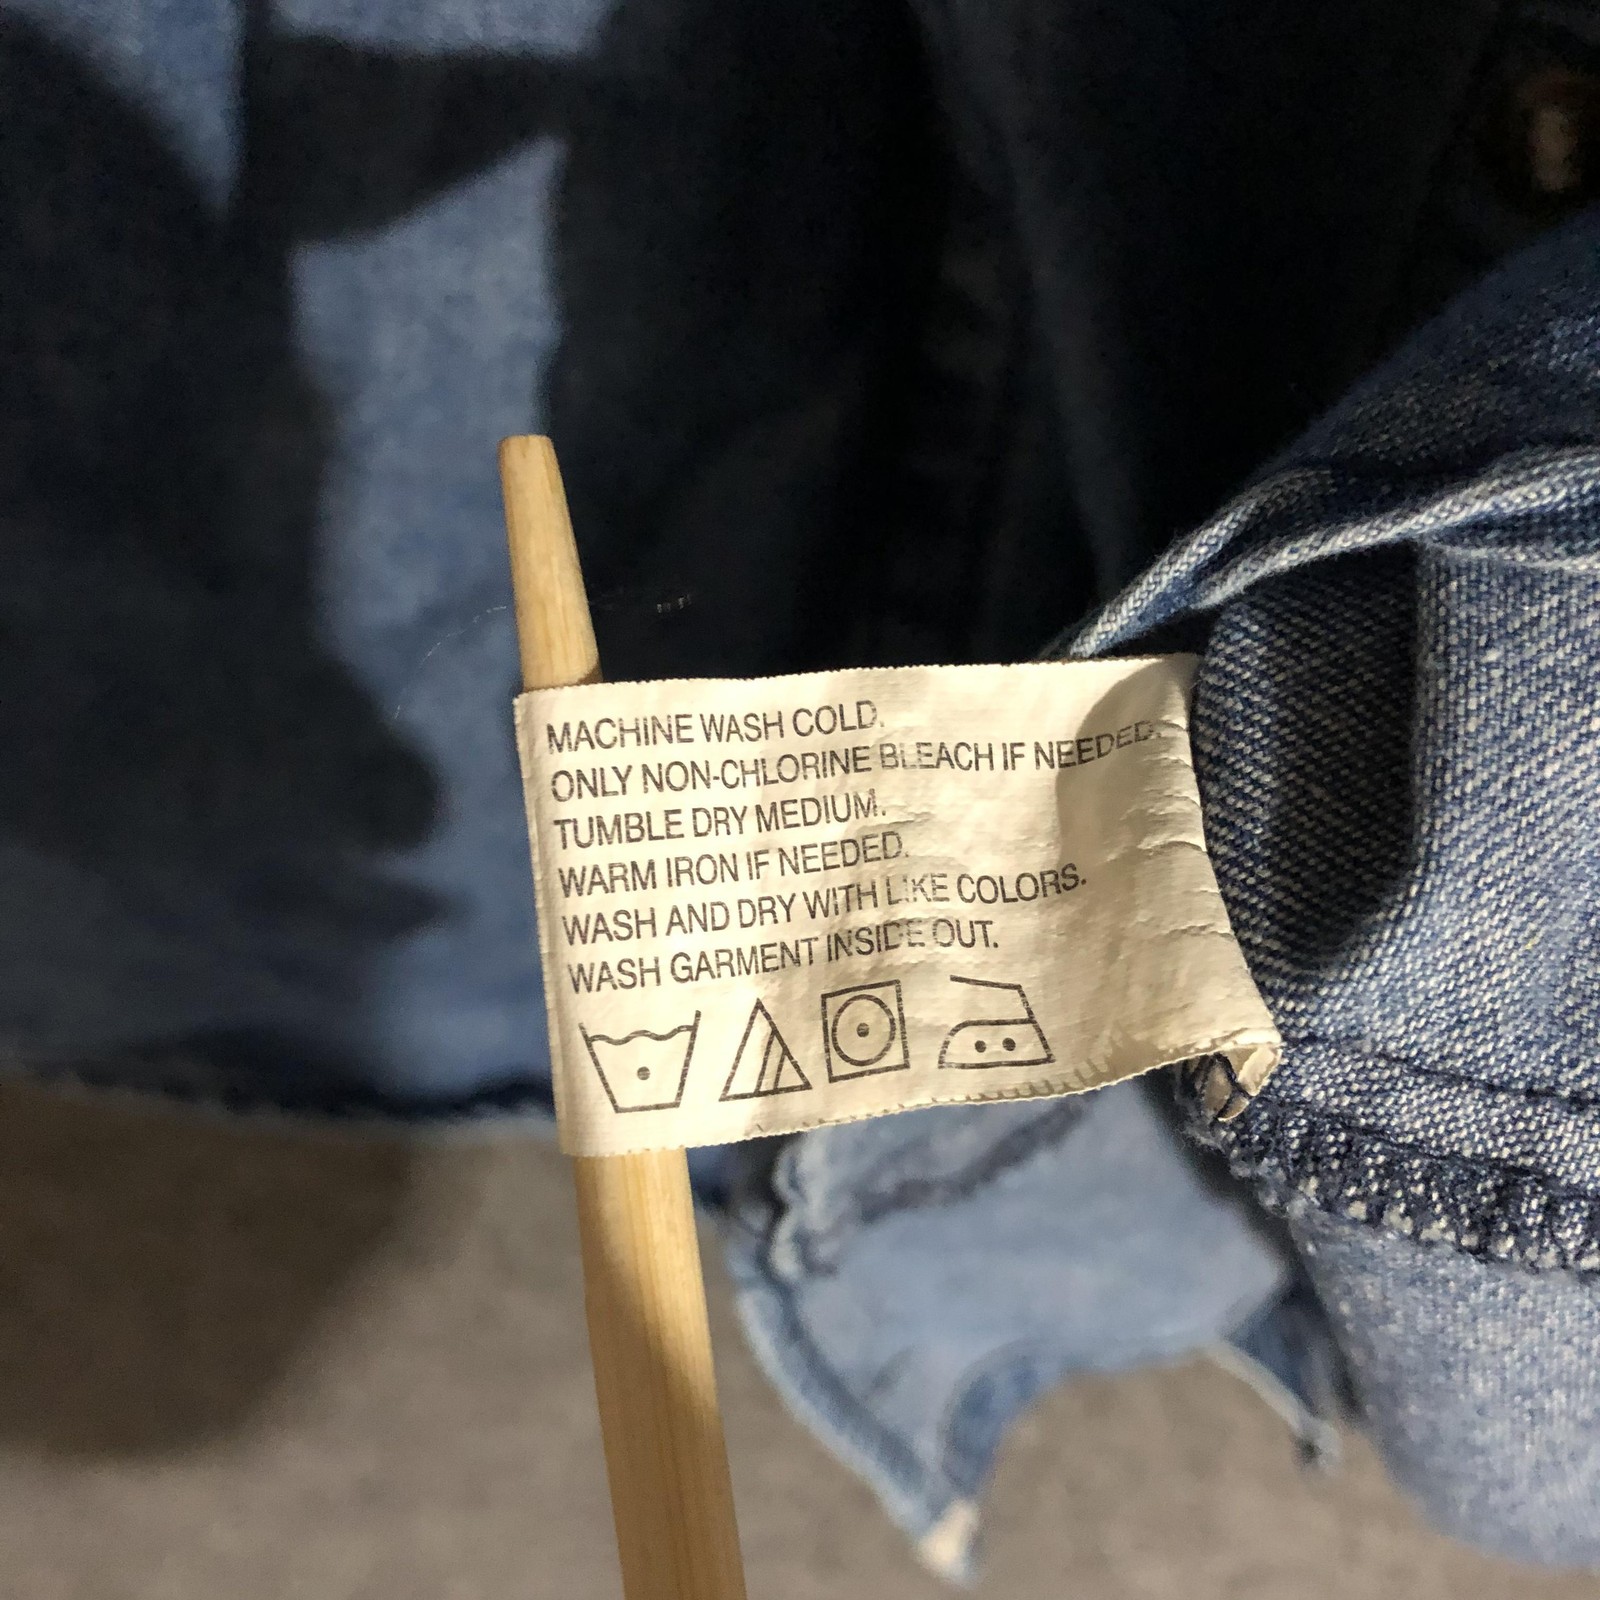 MACHINE WASH COLD.
ONLY NON-CHLORINE BLEACH IF NEEDED.
TUMBLE DRY MEDIUM.
WARM IRON IF NEEDED.
WASH AND DRY WITH LIKE COLORS.
WASH GARMENT INSIDE OUT.